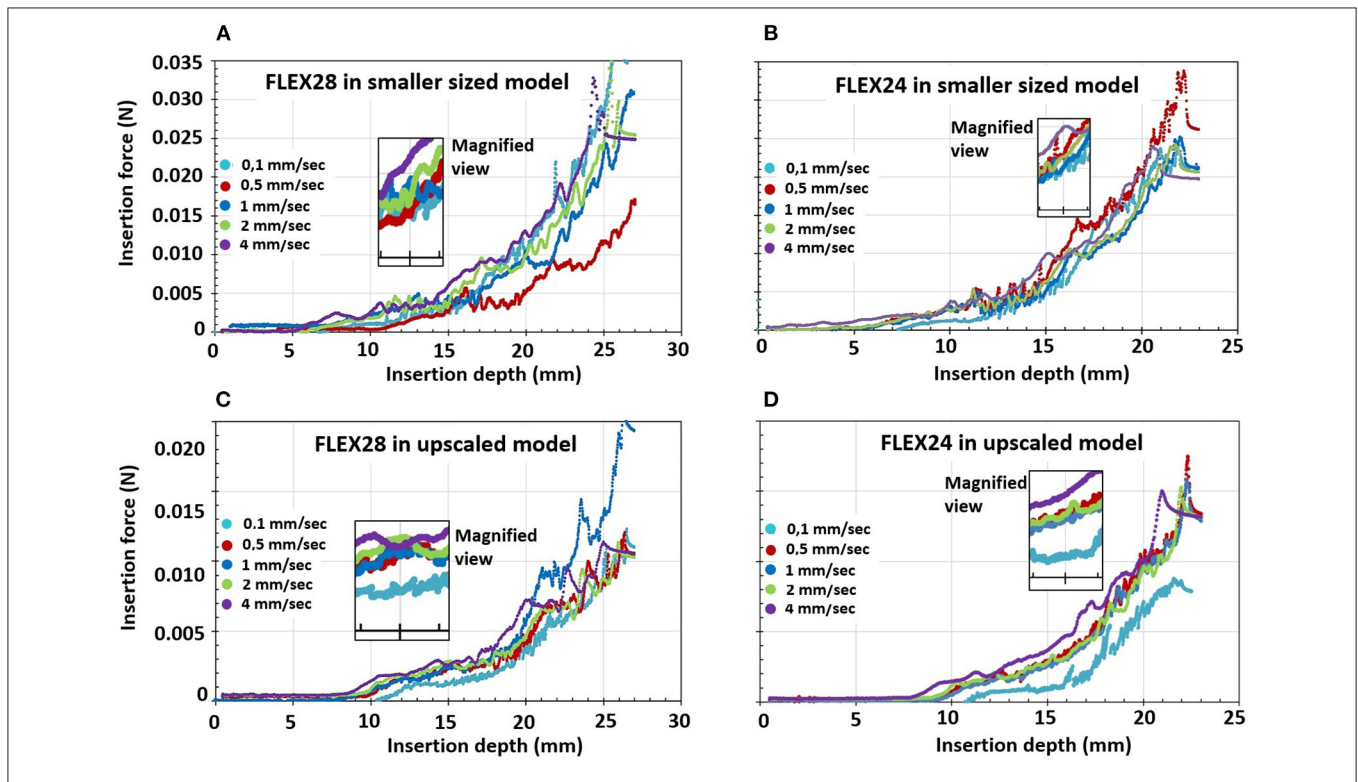 A
B
0.035
0.030
0.025
0.020
0.015
0.010
0.005
0
Insertion force (N)
FLEX28 in smaller sized model
Magnified
view
0,1 mm/sec
0.5 mm/sec
1 mm/sec
2 mm/sec
4 mm/sec
0 5 10 15 20 25 30
Insertion depth (mm)
FLEX24 in smaller sized model
Magnified
view
0,1 mm/sec
0.5 mm/sec
1 mm/sec
2 mm/sec
4 mm/sec
0 5 10 15 20 25
Insertion depth (mm)
C
D
0.020
0.015
0.010
0.005
0
Insertion force (N)
FLEX28 in upscaled model
Magnified
view
0.1 mm/sec
0.5 mm/sec
1 mm/sec
2 mm/sec
4 mm/sec
0 5 10 15 20 25 30
Insertion depth (mm)
FLEX24 in upscaled model
Magnified
view
0,1 mm/sec
0.5 mm/sec
1 mm/sec
2 mm/sec
4 mm/sec
0 5 10 15 20 25
Insertion depth (mm)